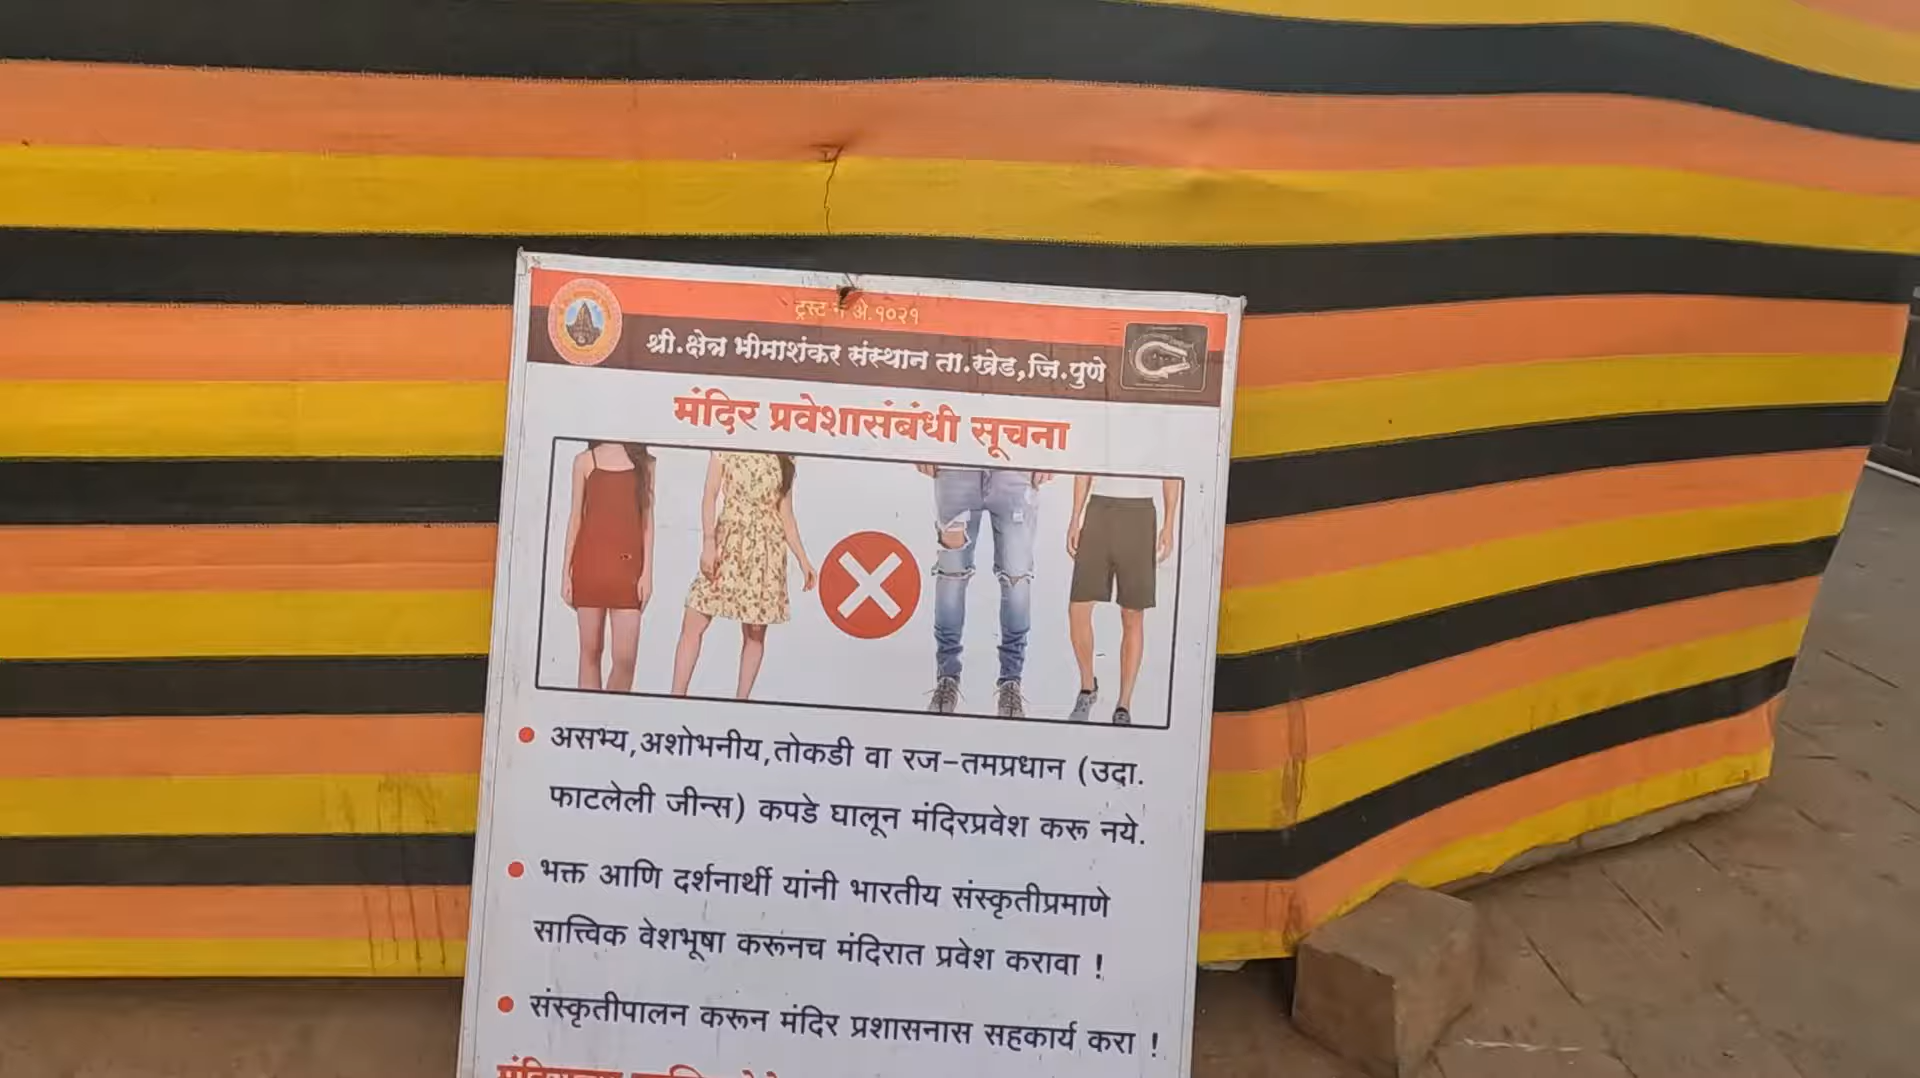 ट्रस्ट नं अे.१०२१
श्री.क्षेत्र भीमाशंकर संस्थान ता.खेड,जि.पुणे
मंदिर प्रवेशासंबंधी सूचना
असभ्य,अशोभनीय,तोकडी वा रज-तमप्रधान (उदा.
फाटलेली जीन्स) कपडे घालून मंदिरप्रवेश करू नये.
भक्त आणि दर्शनार्थी यांनी भारतीय संस्कृतीप्रमाणे
सात्त्विक वेशभूषा करूनच मंदिरात प्रवेश करावा !
संस्कृतीपालन करून मंदिर प्रशासनास सहकार्य करा !